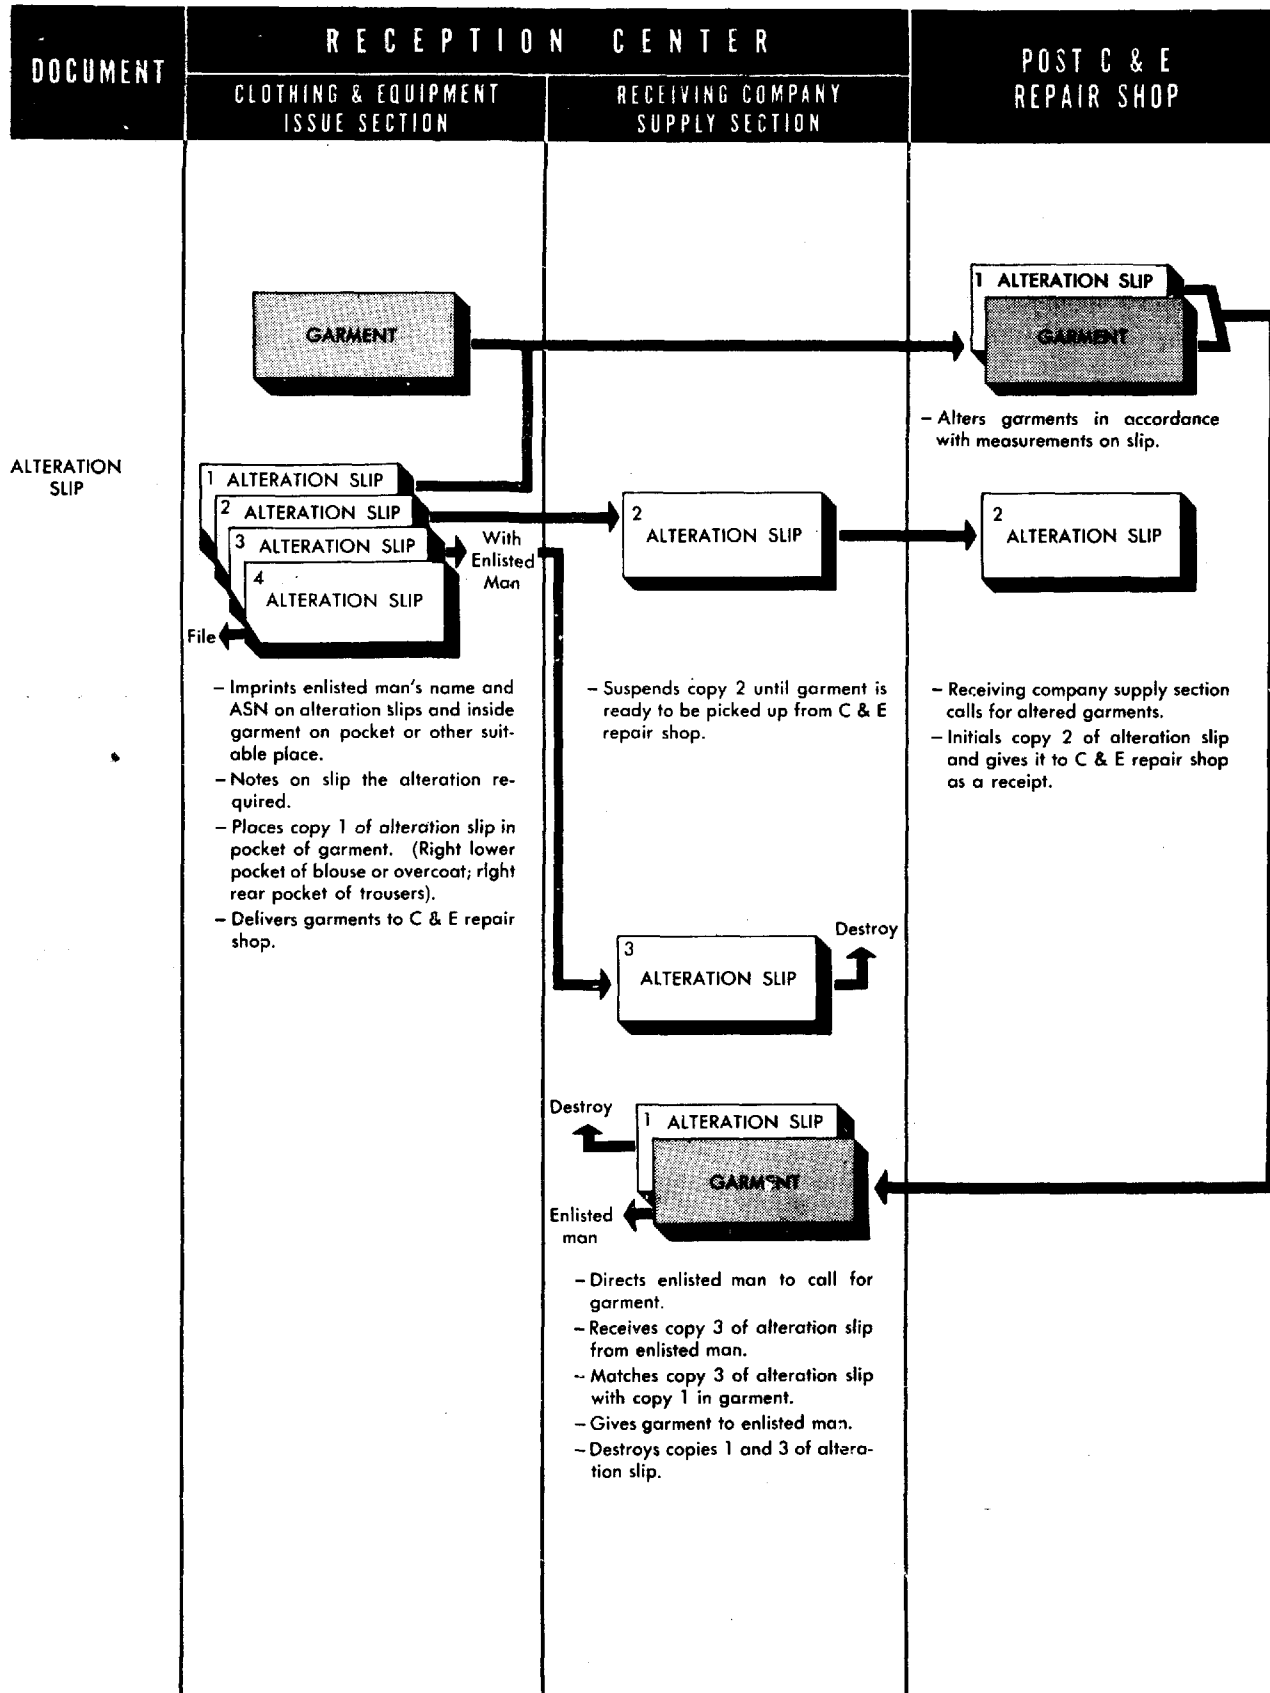 DOCUMENT
RECEPTION CENTER
CLOTHING & EQUIPMENT
ISSUE SECTION
RECEIVING COMPANY
SUPPLY SECTION
POST C & E
REPAIR SHOP
GARMENT
1 ALTERATION SLIP
GARMENT
– Alters garments in accordance
with measurements on slip.
ALTERATION
SLIP
1 ALTERATION SLIP
2 ALTERATION SLIP
3 ALTERATION SLIP
4
ALTERATION SLIP
With
Enlisted
Man
File
2
ALTERATION SLIP
2
ALTERATION SLIP
– Imprints enlisted man's name and
ASN on alteration slips and inside
garment on pocket or other suit-
able place.
– Notes on slip the alteration re-
quired.
– Places copy 1 of alteration slip in
pocket of garment. (Right lower
pocket of blouse or overcoat; right
rear pocket of trousers).
– Delivers garments to C & E repair
shop.
– Suspends copy 2 until garment is
ready to be picked up from C & E
repair shop.
– Receiving company supply section
calls for altered garments.
– Initials copy 2 of alteration slip
and gives it to C & E repair shop
as a receipt.
3
ALTERATION SLIP
Destroy
Destroy
1 ALTERATION SLIP
GARMENT
Enlisted
man
– Directs enlisted man to call for
garment.
– Receives copy 3 of alteration slip
from enlisted man.
– Matches copy 3 of alteration slip
with copy 1 in garment.
– Gives garment to enlisted man.
– Destroys copies 1 and 3 of altera-
tion slip.